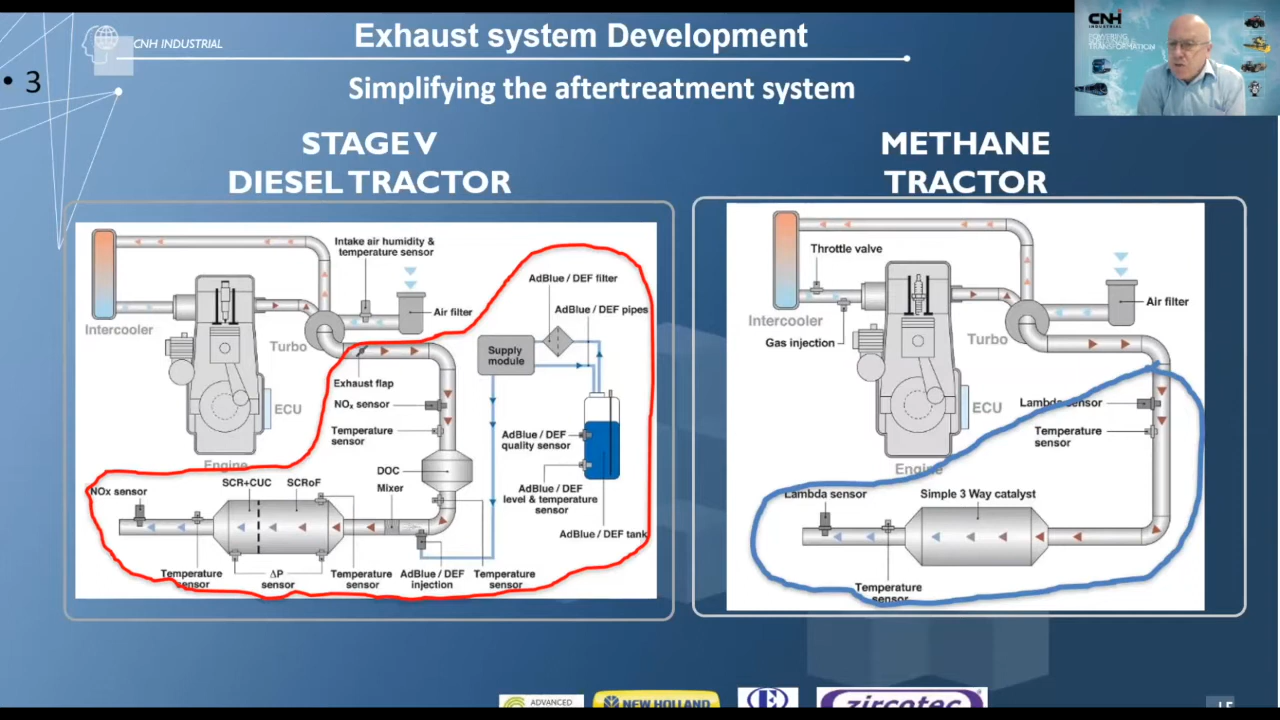 CNH INDUSTRIAL
Exhaust system Development
• 3
Simplifying the aftertreatment system
CNH
INDUSTRIAL
POWERING
TRANSFORMATION
STAGE V
DIESEL TRACTOR
Intake air humidity &
temperature sensor
Air filter
Intercooler
Turbo
Exhaust flap
NOx sensor
Temperature
sensor
ECU
Engine
DOC
Mixer
AdBlue / DEF filter
AdBlue / DEF pipes
Supply
module
AdBlue / DEF
quality sensor
AdBlue / DEF
level & temperature
sensor
AdBlue / DEF tank
NOx sensor
SCR+CUC
SCRoF
Temperature
sensor
ΔP
sensor
Temperature
sensor
AdBlue / DEF
injection
Temperature
sensor
METHANE
TRACTOR
Throttle valve
Air filter
Intercooler
Gas injection
Turbo
ECU
Engine
Lambda sensor
Temperature
sensor
Lambda sensor
Simple 3 Way catalyst
Temperature
sensor
ADVANCED
NEW HOLLAND
E
zircotec